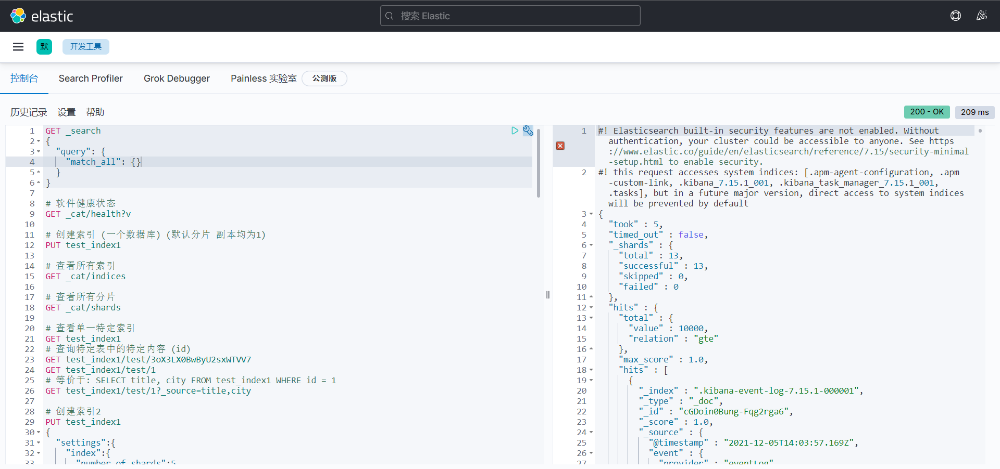 elastic
搜索 Elastic
默
开发工具
控制台 Search Profiler Grok Debugger Painless 实验室 公测版
历史记录 设置 帮助
200 - OK 209 ms
1 GET _search
2 {
3 "query": {
4 "match_all": {}
5 }
6 }
7
8 # 软件健康状态
9 GET _cat/health?v
10
11 # 创建索引 (一个数据库) (默认分片 副本均为1)
12 PUT test_index1
13
14 # 查看所有索引
15 GET _cat/indices
16
17 # 查看所有分片
18 GET _cat/shards
19
20 # 查看单一特定索引
21 GET test_index1
22 # 查询特定表中的特定内容 (id)
23 GET test_index1/test/3oX3LX0BwByU2sxWTVV7
24 GET test_index1/test/1
25 # 等价于: SELECT title, city FROM test_index1 WHERE id = 1
26 GET test_index1/test/1?_source=title,city
27
28 # 创建索引2
29 PUT test_index1
30 {
31 "settings":{
32 "index":{
33 "number_of_shards":5
1 #! Elasticsearch built-in security features are not enabled. Without
authentication, your cluster could be accessible to anyone. See https
://www.elastic.co/guide/en/elasticsearch/reference/7.15/security-minimal
-setup.html to enable security.
2 #! this request accesses system indices: [.apm-agent-configuration, .apm
-custom-link, .kibana_7.15.1_001, .kibana_task_manager_7.15.1_001,
.tasks], but in a future major version, direct access to system indices
will be prevented by default
3 {
4 "took" : 5,
5 "timed_out" : false,
6 "_shards" : {
7 "total" : 13,
8 "successful" : 13,
9 "skipped" : 0,
10 "failed" : 0
11 },
12 "hits" : {
13 "total" : {
14 "value" : 10000,
15 "relation" : "gte"
16 },
17 "max_score" : 1.0,
18 "hits" : [
19 {
20 "_index" : ".kibana-event-log-7.15.1-000001",
21 "_type" : "_doc",
22 "_id" : "cGDoin0Bung-Fqg2rga6",
23 "_score" : 1.0,
24 "_source" : {
25 "@timestamp" : "2021-12-05T14:03:57.169Z",
26 "event" : {
27 "provider" : "eventLog"